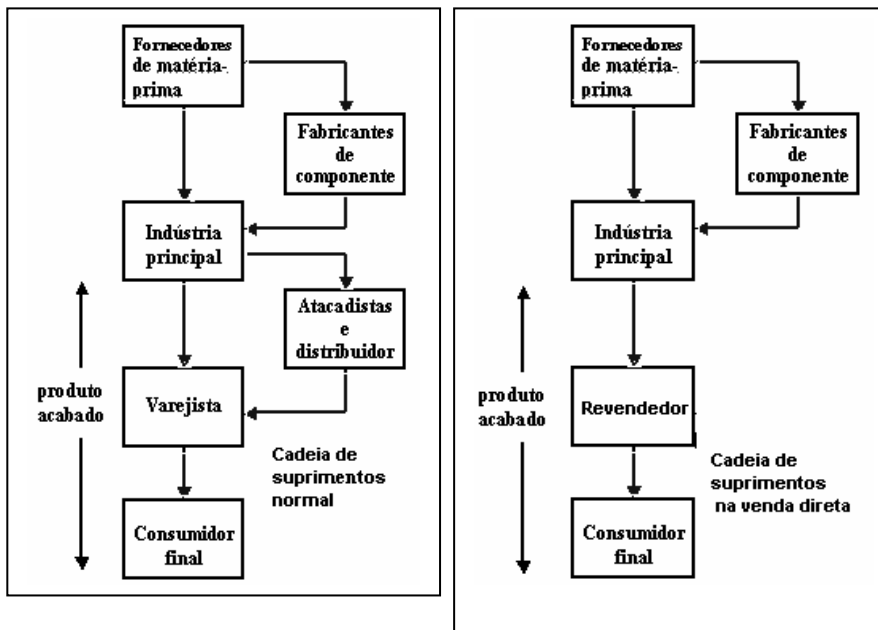 Fornecedores
de matéria-
prima
Fabricantes
de
componente
Indústria
principal
Atacadistas
e
distribuidor
produto
acabado
Varejista
Cadeia de
suprimentos
normal
Consumidor
final
Fornecedores
de matéria-
prima
Fabricantes
de
componente
Indústria
principal
produto
acabado
Revendedor
Cadeia de
suprimentos
na venda direta
Consumidor
final